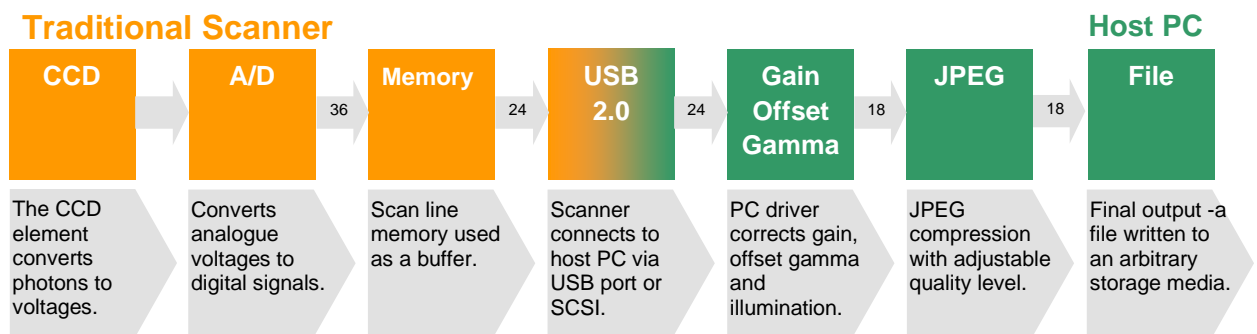 Traditional Scanner
Host PC
CCD
A/D
36
Memory
24
USB
2.0
24
Gain
Offset
Gamma
18
JPEG
18
File
The CCD
element
converts
photons to
voltages.
Converts
analogue
voltages to
digital signals.
Scan line
memory used
as a buffer.
Scanner
connects to
host PC via
USB port or
SCSI.
PC driver
corrects gain,
offset gamma
and
illumination.
JPEG
compression
with adjustable
quality level.
Final output -a
file written to
an arbitrary
storage media.